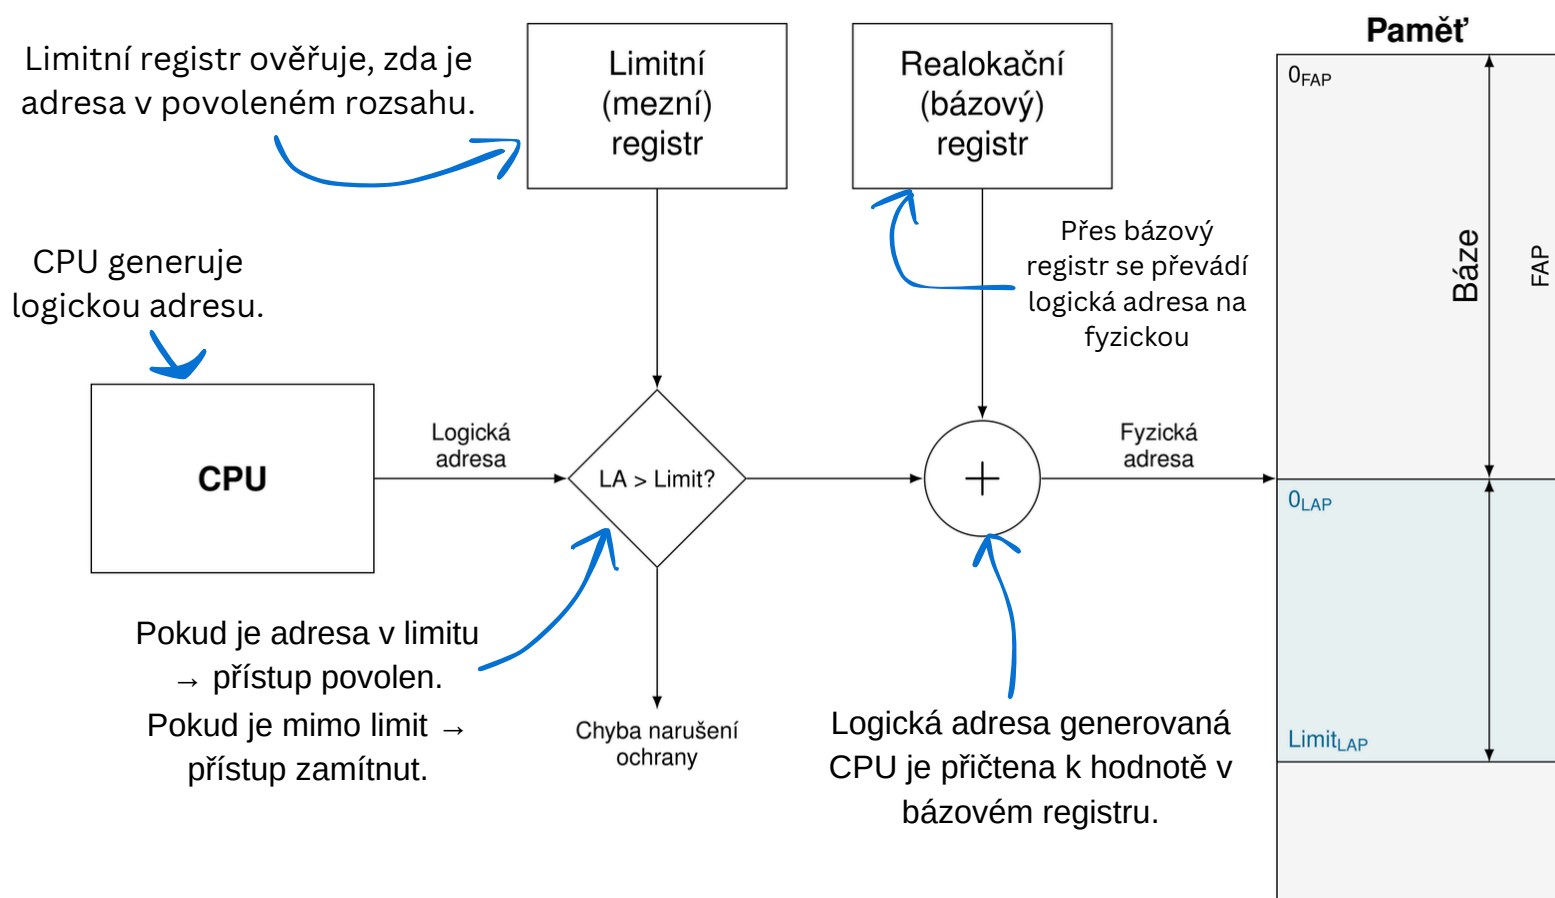 Limitní registr ověřuje, zda je
adresa v povoleném rozsahu.
Limitní
(mezní)
registr
Realokační
(bázový)
registr
Paměť
0FAP
Báze
FAP
CPU generuje
logickou adresu.
Přes bázový
registr se převádí
logická adresa na
fyzickou
CPU
Logická
adresa
LA > Limit?
+
Fyzická
adresa
0LAP
LimitLAP
Pokud je adresa v limitu
→ přístup povolen.
Pokud je mimo limit →
přístup zamítnut.
Chyba narušení
ochrany
Logická adresa generovaná
CPU je přičtena k hodnotě v
bázovém registru.